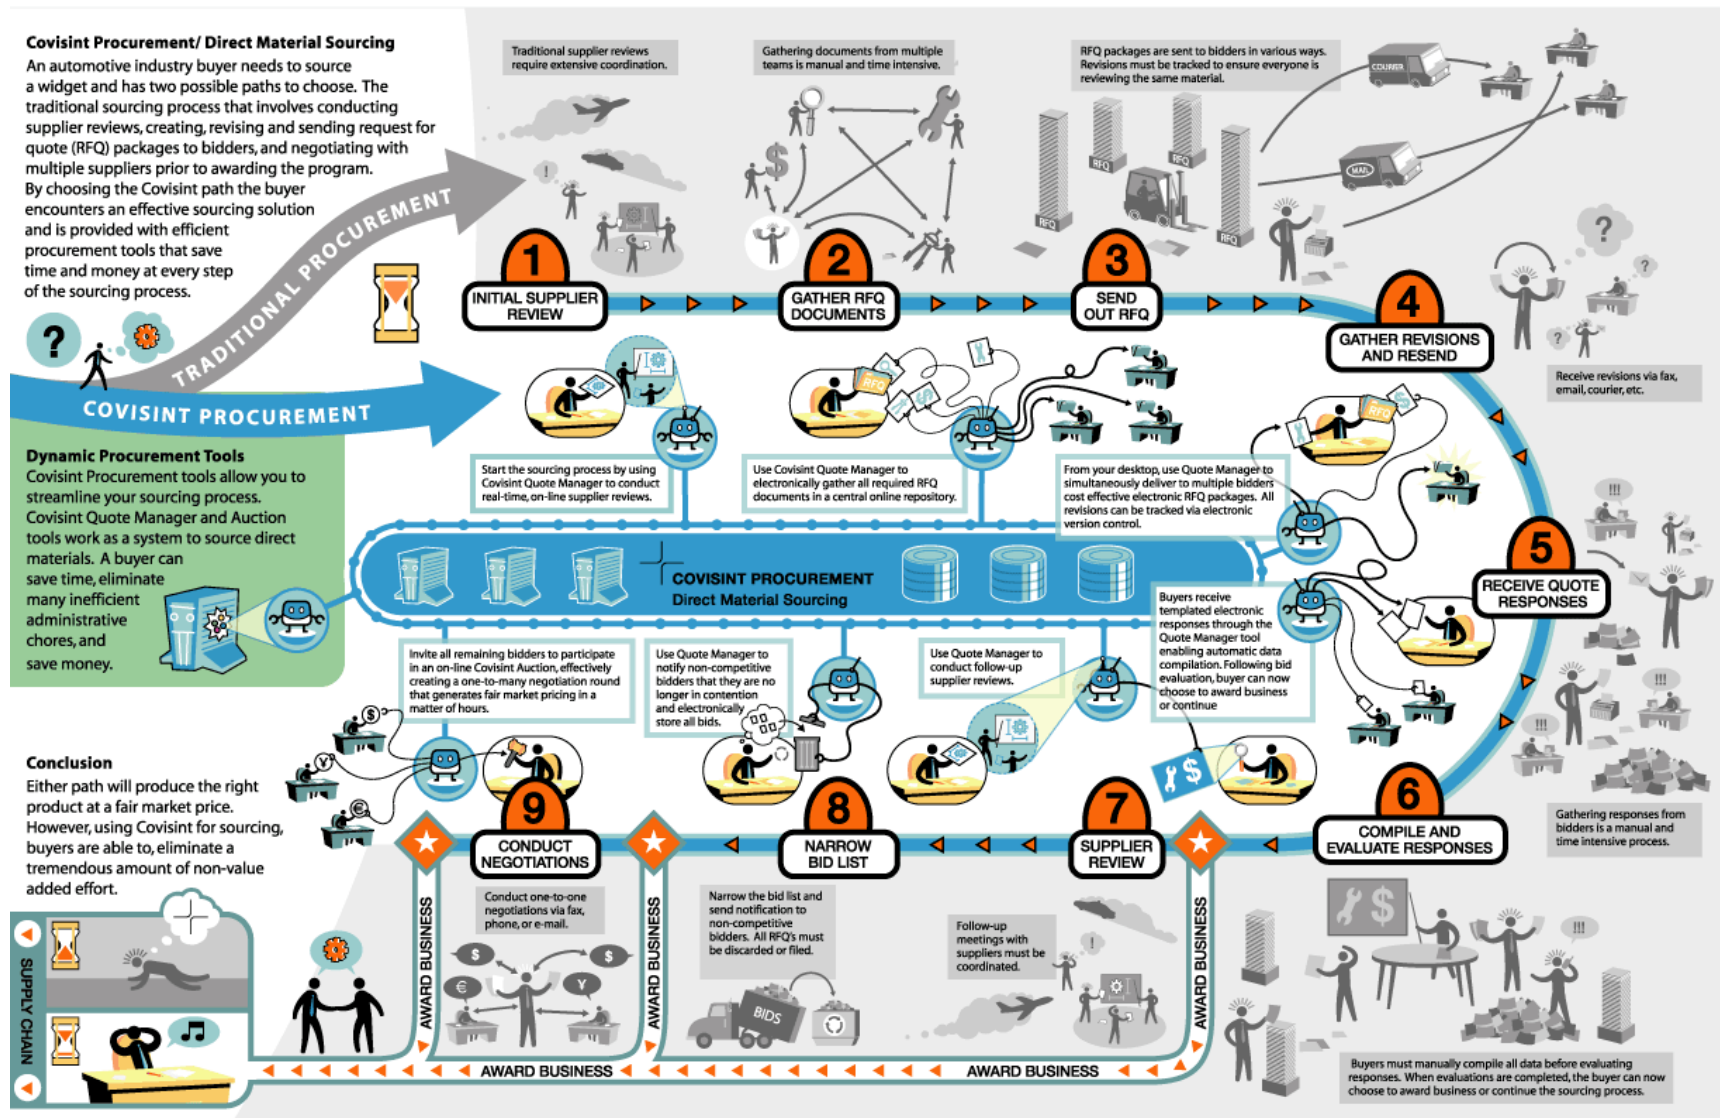 Covisint Procurement/ Direct Material Sourcing
An automotive industry buyer needs to source
a widget and has two possible paths to choose. The
traditional sourcing process that involves conducting
supplier reviews, creating, revising and sending request for
quote (RFQ) packages to bidders, and negotiating with
multiple suppliers prior to awarding the program.
By choosing the Covisint path the buyer
encounters an effective sourcing solution
and is provided with efficient
procurement tools that save
time and money at every step
of the sourcing process.
TRADITIONAL PROCUREMENT
?
COVISINT PROCUREMENT
Dynamic Procurement Tools
Covisint Procurement tools allow you to
streamline your sourcing process.
Covisint Quote Manager and Auction
tools work as a system to source direct
materials. A buyer can
save time, eliminate
many inefficient
administrative
chores, and
save money.
Conclusion
Either path will produce the right
product at a fair market price.
However, using Covisint for sourcing,
buyers are able to, eliminate a
tremendous amount of non-value
added effort.
SUPPLY CHAIN
Traditional supplier reviews
require extensive coordination.
!
1
INITIAL SUPPLIER
REVIEW
Start the sourcing process by using
Covisint Quote Manager to conduct
real-time, on-line supplier reviews.
Gathering documents from multiple
teams is manual and time intensive.
$
2
GATHER RFQ
DOCUMENTS
RFQ
$
Use Covisint Quote Manager to
electronically gather all required RFQ
documents in a central online repository.
RFQ packages are sent to bidders in various ways.
Revisions must be tracked to ensure everyone is
reviewing the same material.
COURIER
MAIL
RFQ
RFQ
RFQ
RFQ
3
SEND
OUT RFQ
From your desktop, use Quote Manager to
simultaneously deliver to multiple bidders
cost effective electronic RFQ packages. All
revisions can be tracked via electronic
version control.
4
GATHER REVISIONS
AND RESEND
?
?
?
Receive revisions via fax,
email, courier, etc.
RFQ
$
COVISINT PROCUREMENT
Direct Material Sourcing
5
RECEIVE QUOTE
RESPONSES
!!!
!!!
!!!
Buyers receive
templated electronic
responses through the
Quote Manager tool
enabling automatic data
compilation. Following bid
evaluation, buyer can now
choose to award business
or continue
Gathering responses from
bidders is a manual and
time intensive process.
6
COMPILE AND
EVALUATE RESPONSES
$
$
!!!
Buyers must manually compile all data before evaluating
responses. When evaluations are completed, the buyer can now
choose to award business or continue the sourcing process.
Use Quote Manager to
conduct follow-up
supplier reviews.
7
SUPPLIER
REVIEW
Follow-up
meetings with
suppliers must be
coordinated.
!
Use Quote Manager to
notify non-competitive
bidders that they are no
longer in contention
and electronically
store all bids.
8
NARROW
BID LIST
Narrow the bid list and
send notification to
non-competitive
bidders. All RFQ's must
be discarded or filed.
BIDS
Invite all remaining bidders to participate
in an on-line Covisint Auction, effectively
creating a one-to-many negotiation round
that generates fair market pricing in a
matter of hours.
$
¥
€
9
CONDUCT
NEGOTIATIONS
Conduct one-to-one
negotiations via fax,
phone, or e-mail.
$
$
€
¥
AWARD BUSINESS
AWARD BUSINESS
AWARD BUSINESS
AWARD BUSINESS
AWARD BUSINESS